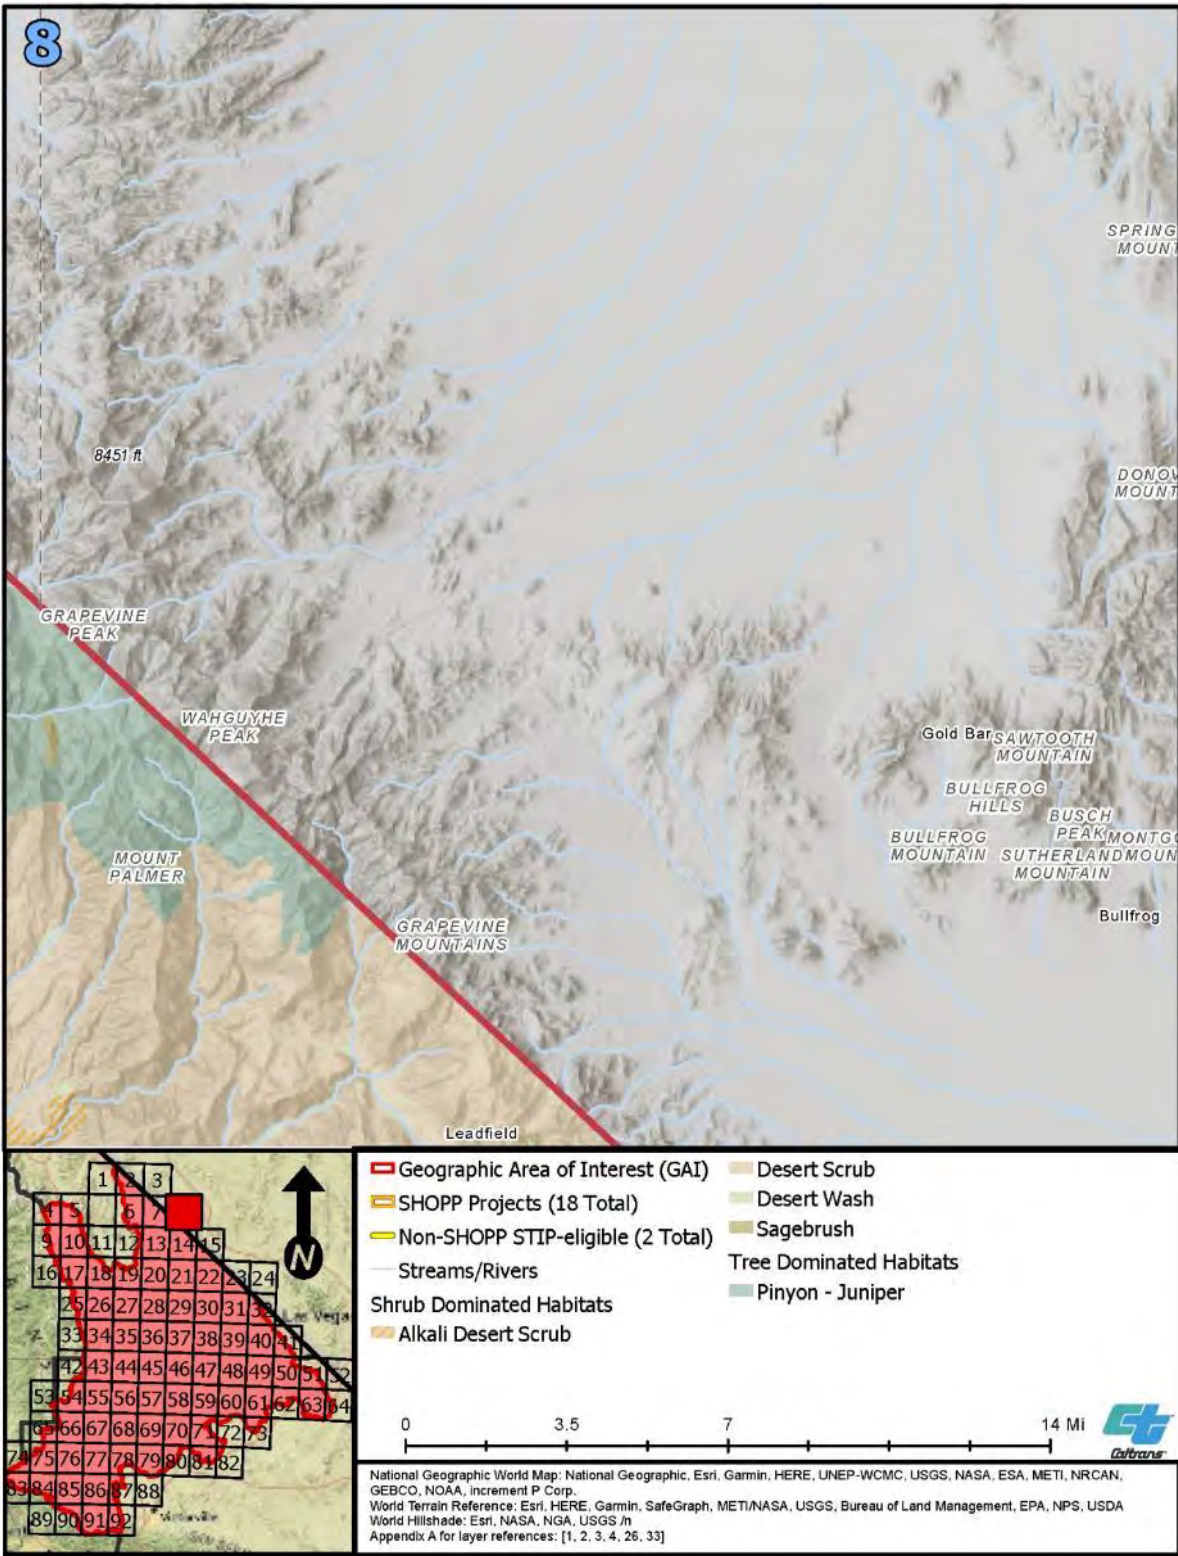 8
SPRING
MOUNT
8451 ft
DONOV
MOUNT
GRAPEVINE
PEAK
WAHGUYHE
PEAK
Gold Bar
SAWTOOTH
MOUNTAIN
BULLFROG
HILLS
BUSCH
PEAK
MONTGO
BULLFROG
MOUNTAIN
SUTHERLAND
MOUNTAIN
MOUN
MOUNT
PALMER
Bullfrog
GRAPEVINE
MOUNTAINS
Leadfield
1 2 3
4 5 6 7
9 10 11 12 13 14 15
16 17 18 19 20 21 22 23 24
25 26 27 28 29 30 31 32
Las Vega
33 34 35 36 37 38 39 40 41
42 43 44 45 46 47 48 49 50 51 52
53 54 55 56 57 58 59 60 61 62 63 64
65 66 67 68 69 70 71 72 73
74 75 76 77 78 79 80 81 82
83 84 85 86 87 88
89 90 91 92
N
Geographic Area of Interest (GAI)
SHOPP Projects (18 Total)
Non-SHOPP STIP-eligible (2 Total)
Streams/Rivers
Shrub Dominated Habitats
Alkali Desert Scrub
Desert Scrub
Desert Wash
Sagebrush
Tree Dominated Habitats
Pinyon - Juniper
0 3.5 7 14 Mi
Caltrans
National Geographic World Map: National Geographic, Esri, Garmin, HERE, UNEP-WCMC, USGS, NASA, ESA, METI, NRCAN,
GEBCO, NOAA, increment P Corp.
World Terrain Reference: Esri, HERE, Garmin, SafeGraph, METI/NASA, USGS, Bureau of Land Management, EPA, NPS, USDA
World Hillshade: Esri, NASA, NGA, USGS /n
Appendix A for layer references: [1, 2, 3, 4, 26, 33]